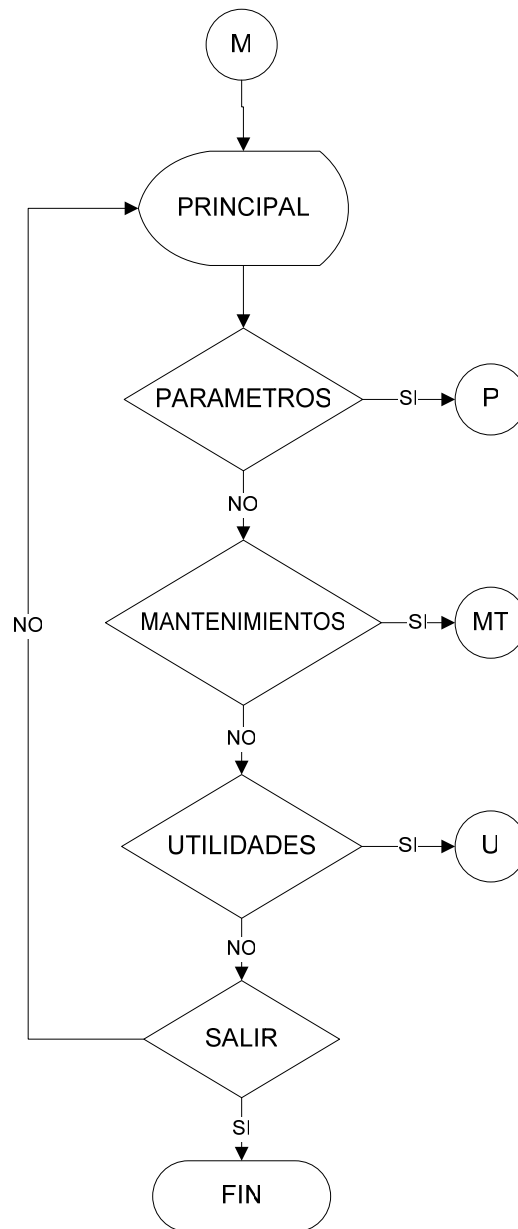 M
PRINCIPAL
PARAMETROS
SI
P
NO
MANTENIMIENTOS
SI
MT
NO
NO
UTILIDADES
SI
U
NO
SALIR
SI
FIN